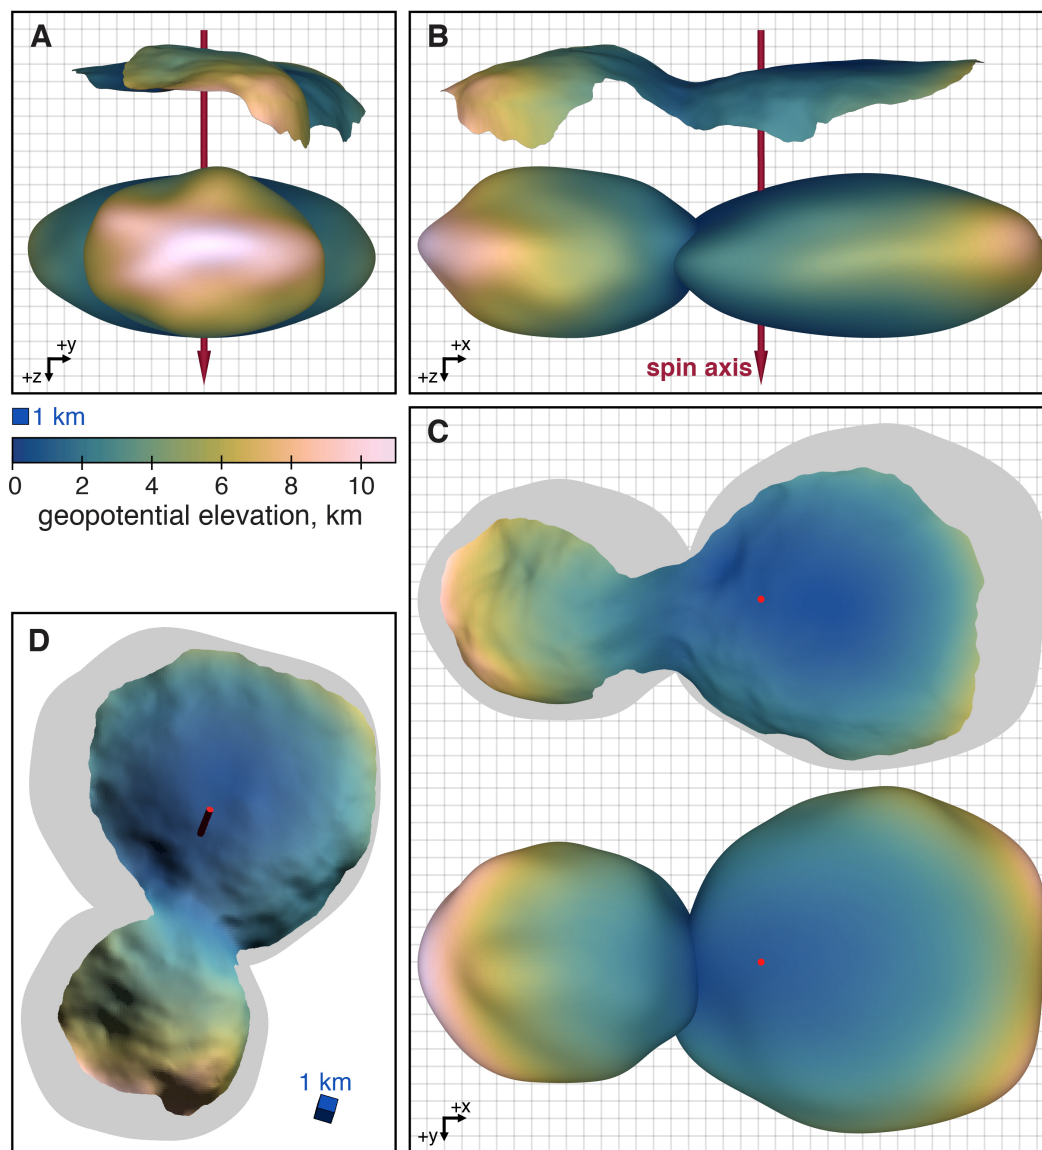 A
+y
+z
B
+x
+z
spin axis
1 km
0 2 4 6 8 10
geopotential elevation, km
C
+x
+y
D
1 km